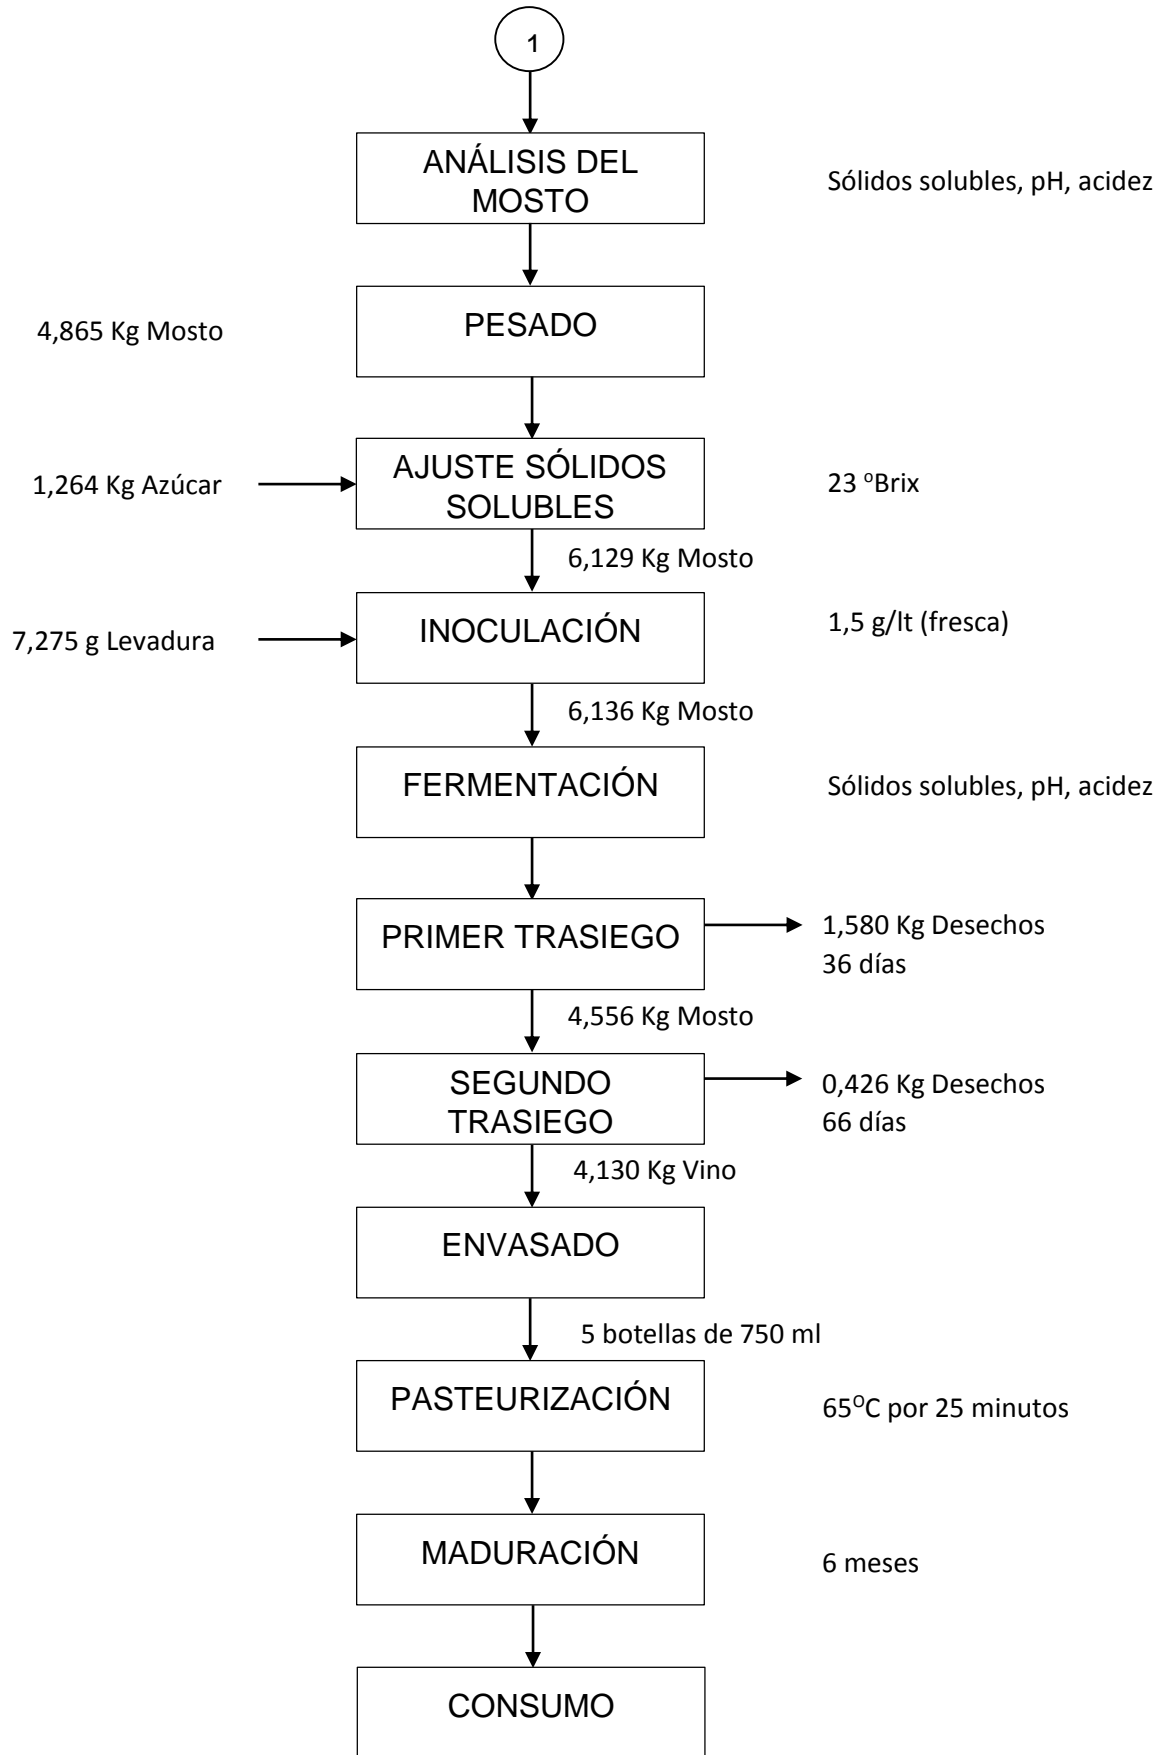 1
ANÁLISIS DEL
MOSTO
Sólidos solubles, pH, acidez
PESADO
4,865 Kg Mosto
AJUSTE SÓLIDOS
SOLUBLES
1,264 Kg Azúcar
23 ºBrix
6,129 Kg Mosto
INOCULACIÓN
7,275 g Levadura
1,5 g/lt (fresca)
6,136 Kg Mosto
FERMENTACIÓN
Sólidos solubles, pH, acidez
PRIMER TRASIEGO
1,580 Kg Desechos
36 días
4,556 Kg Mosto
SEGUNDO
TRASIEGO
0,426 Kg Desechos
66 días
4,130 Kg Vino
ENVASADO
5 botellas de 750 ml
PASTEURIZACIÓN
65ºC por 25 minutos
MADURACIÓN
6 meses
CONSUMO